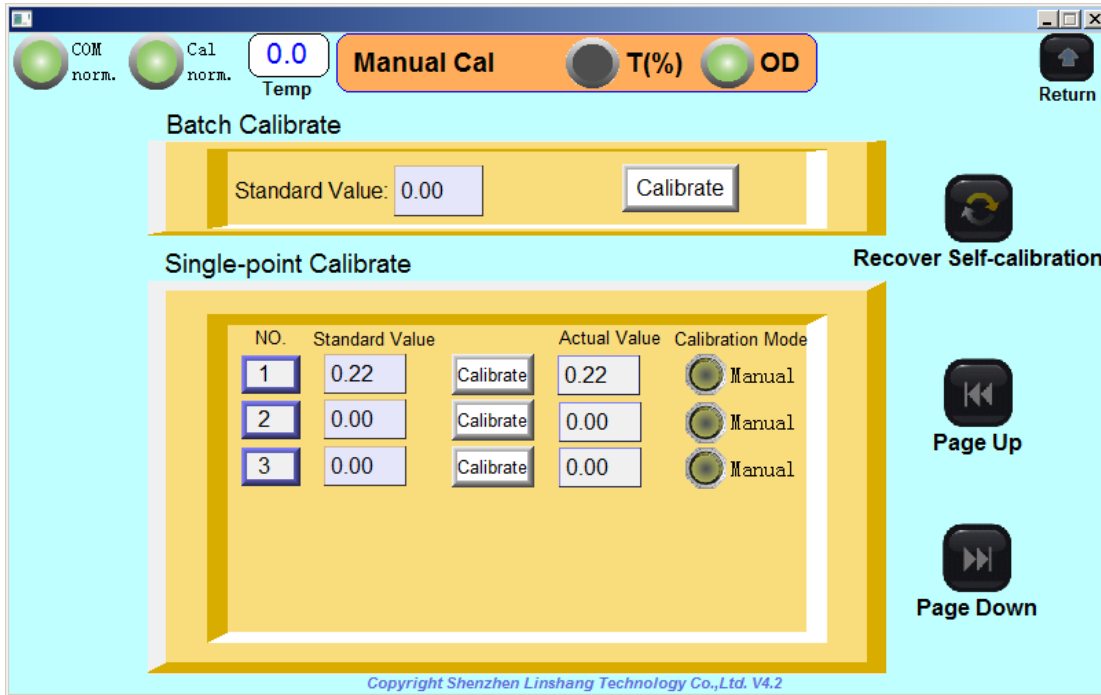 COM norm.
Cal norm.
0.0
Temp
Manual Cal
T(%)
OD
Return
Batch Calibrate
Standard Value: 0.00 Calibrate
Recover Self-calibration
Single-point Calibrate
NO. Standard Value Actual Value Calibration Mode
1 0.22 Calibrate 0.22 Manual
2 0.00 Calibrate 0.00 Manual
3 0.00 Calibrate 0.00 Manual
Page Up
Page Down
Copyright Shenzhen Linshang Technology Co.,Ltd. V4.2